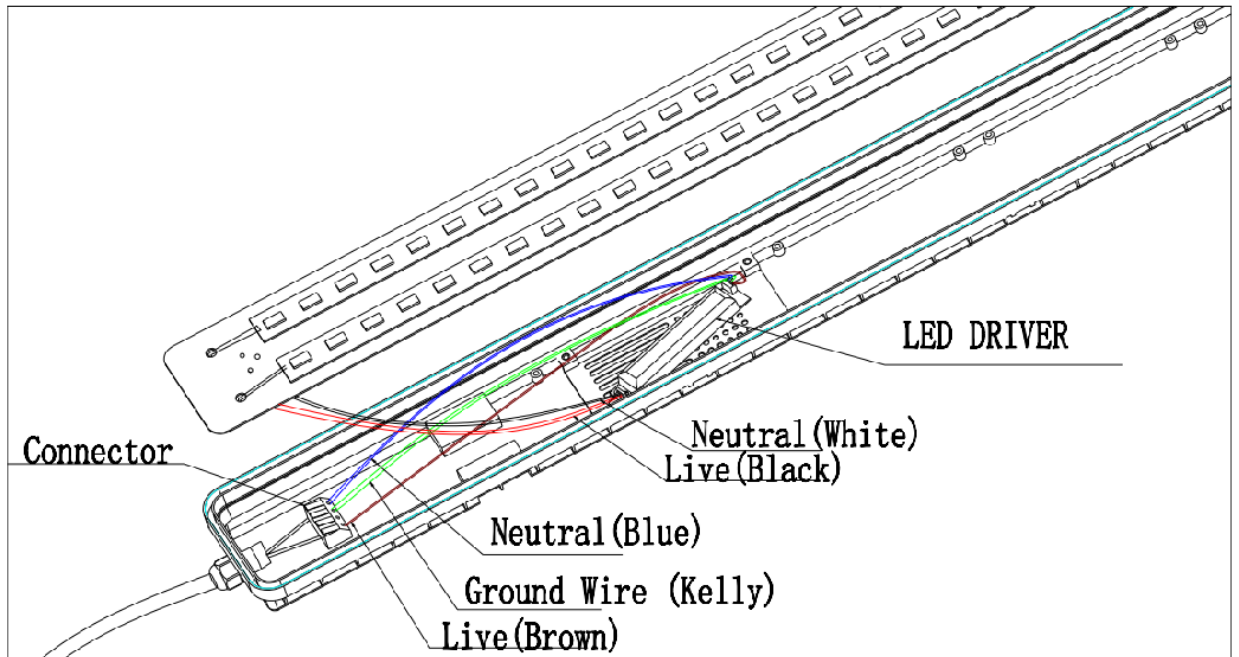 LED DRIVER
Neutral(White)
Connector
Live(Black)
Neutral(Blue)
Ground Wire (Kelly)
Live(Brown)